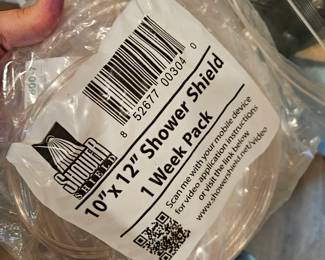 8 52677 00304 0
SHOWER
SHIELD
10" x 12" Shower Shield
1 Week Pack
Scan me with your mobile device
for video application instructions
or visit the link below
www.showershield.net/video